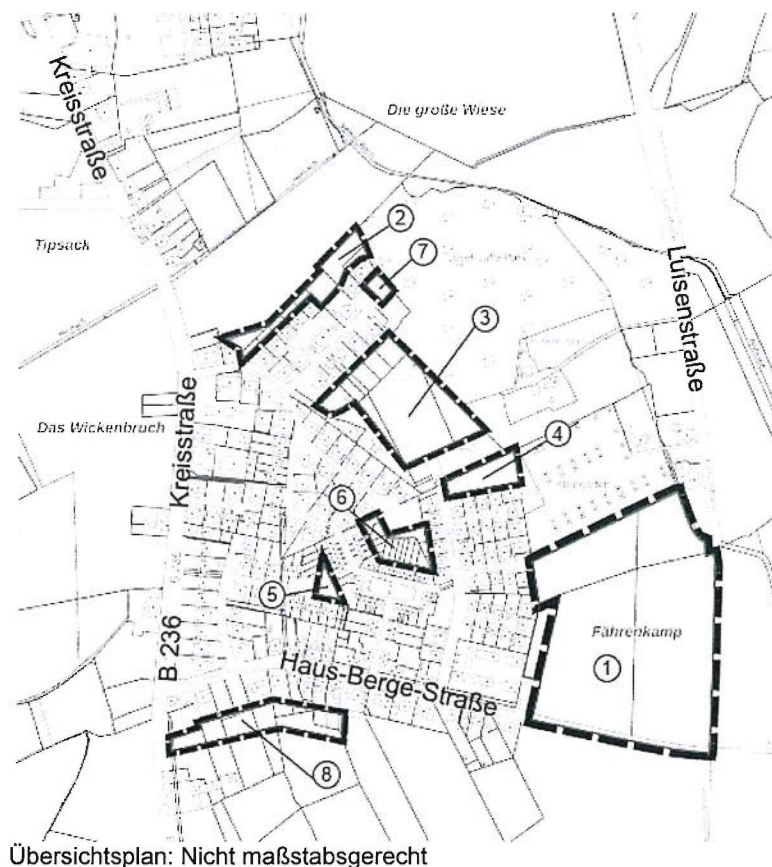 Kreisstraße
Die große Wiese
Tipsack
2
7
Luisenstraße
3
Kreisstraße
Das Wickenbruch
4
6
5
Fährenkamp
1
B 236
Haus-Berge-Straße
8
Übersichtsplan: Nicht maßstabsgerecht